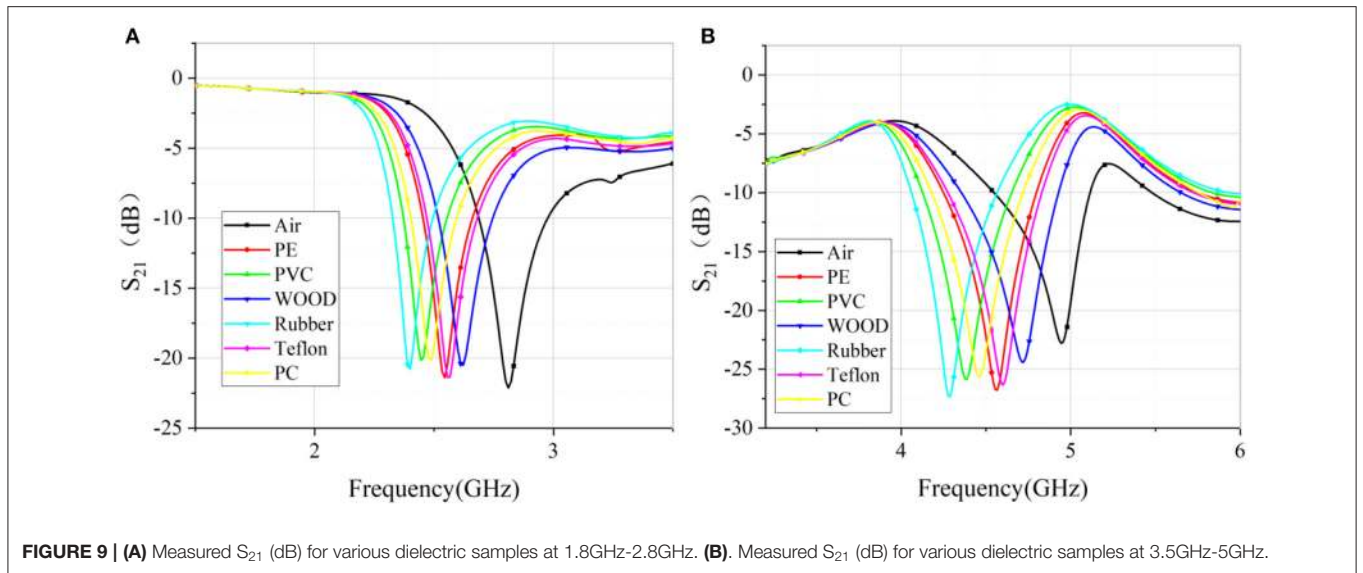 A
0
-5
-10
-15
-20
-25
S21 (dB)
Air
PE
PVC
WOOD
Rubber
Teflon
PC
2
3
Frequency(GHz)
B
0
-5
-10
-15
-20
-25
-30
S21 (dB)
Air
PE
PVC
WOOD
Rubber
Teflon
PC
4
5
6
Frequency(GHz)
FIGURE 9 | (A) Measured S21 (dB) for various dielectric samples at 1.8GHz-2.8GHz. (B). Measured S21 (dB) for various dielectric samples at 3.5GHz-5GHz.